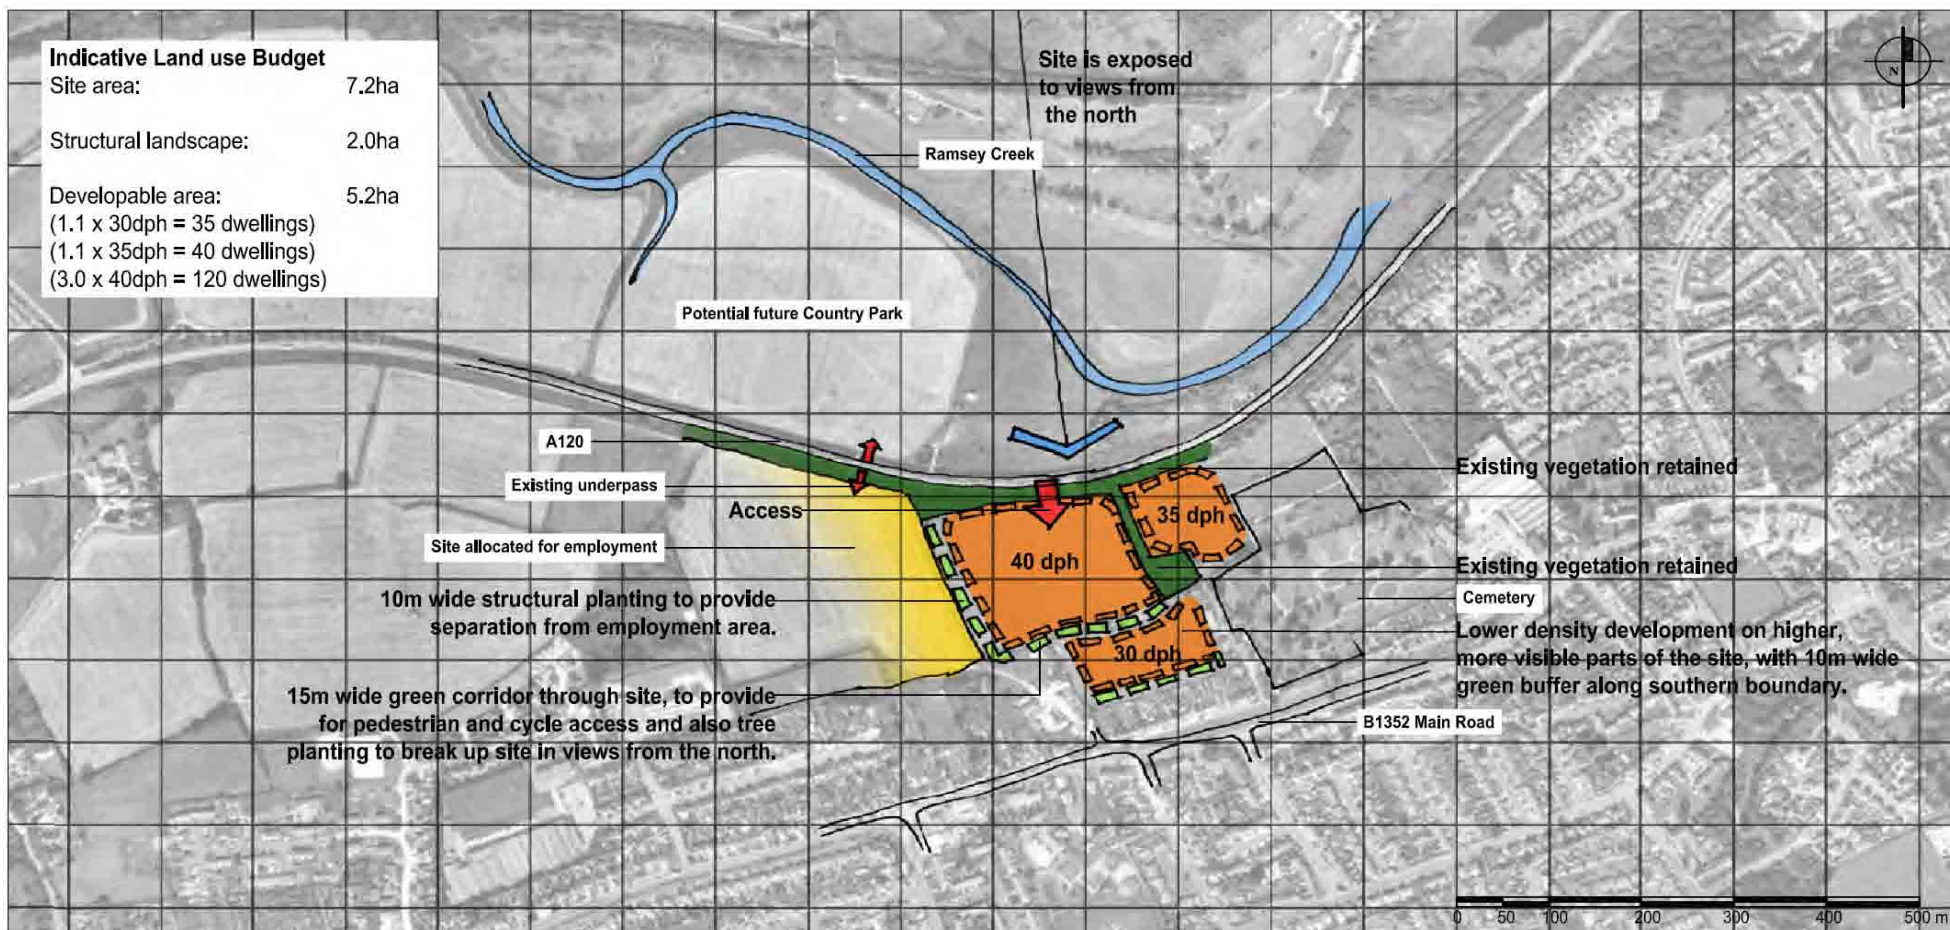 Indicative Land use Budget
Site area: 7.2ha
Structural landscape: 2.0ha
Developable area: 5.2ha
(1.1 x 30dph = 35 dwellings)
(1.1 x 35dph = 40 dwellings)
(3.0 x 40dph = 120 dwellings)
Site is exposed
to views from
the north
N
Ramsey Creek
Potential future Country Park
A120
Existing underpass
Access
Site allocated for employment
10m wide structural planting to provide
separation from employment area.
15m wide green corridor through site, to provide
for pedestrian and cycle access and also tree
planting to break up site in views from the north.
40 dph
35 dph
30 dph
Existing vegetation retained
Existing vegetation retained
Cemetery
Lower density development on higher,
more visible parts of the site, with 10m wide
green buffer along southern boundary.
B1352 Main Road
0 50 100 200 300 400 500 m